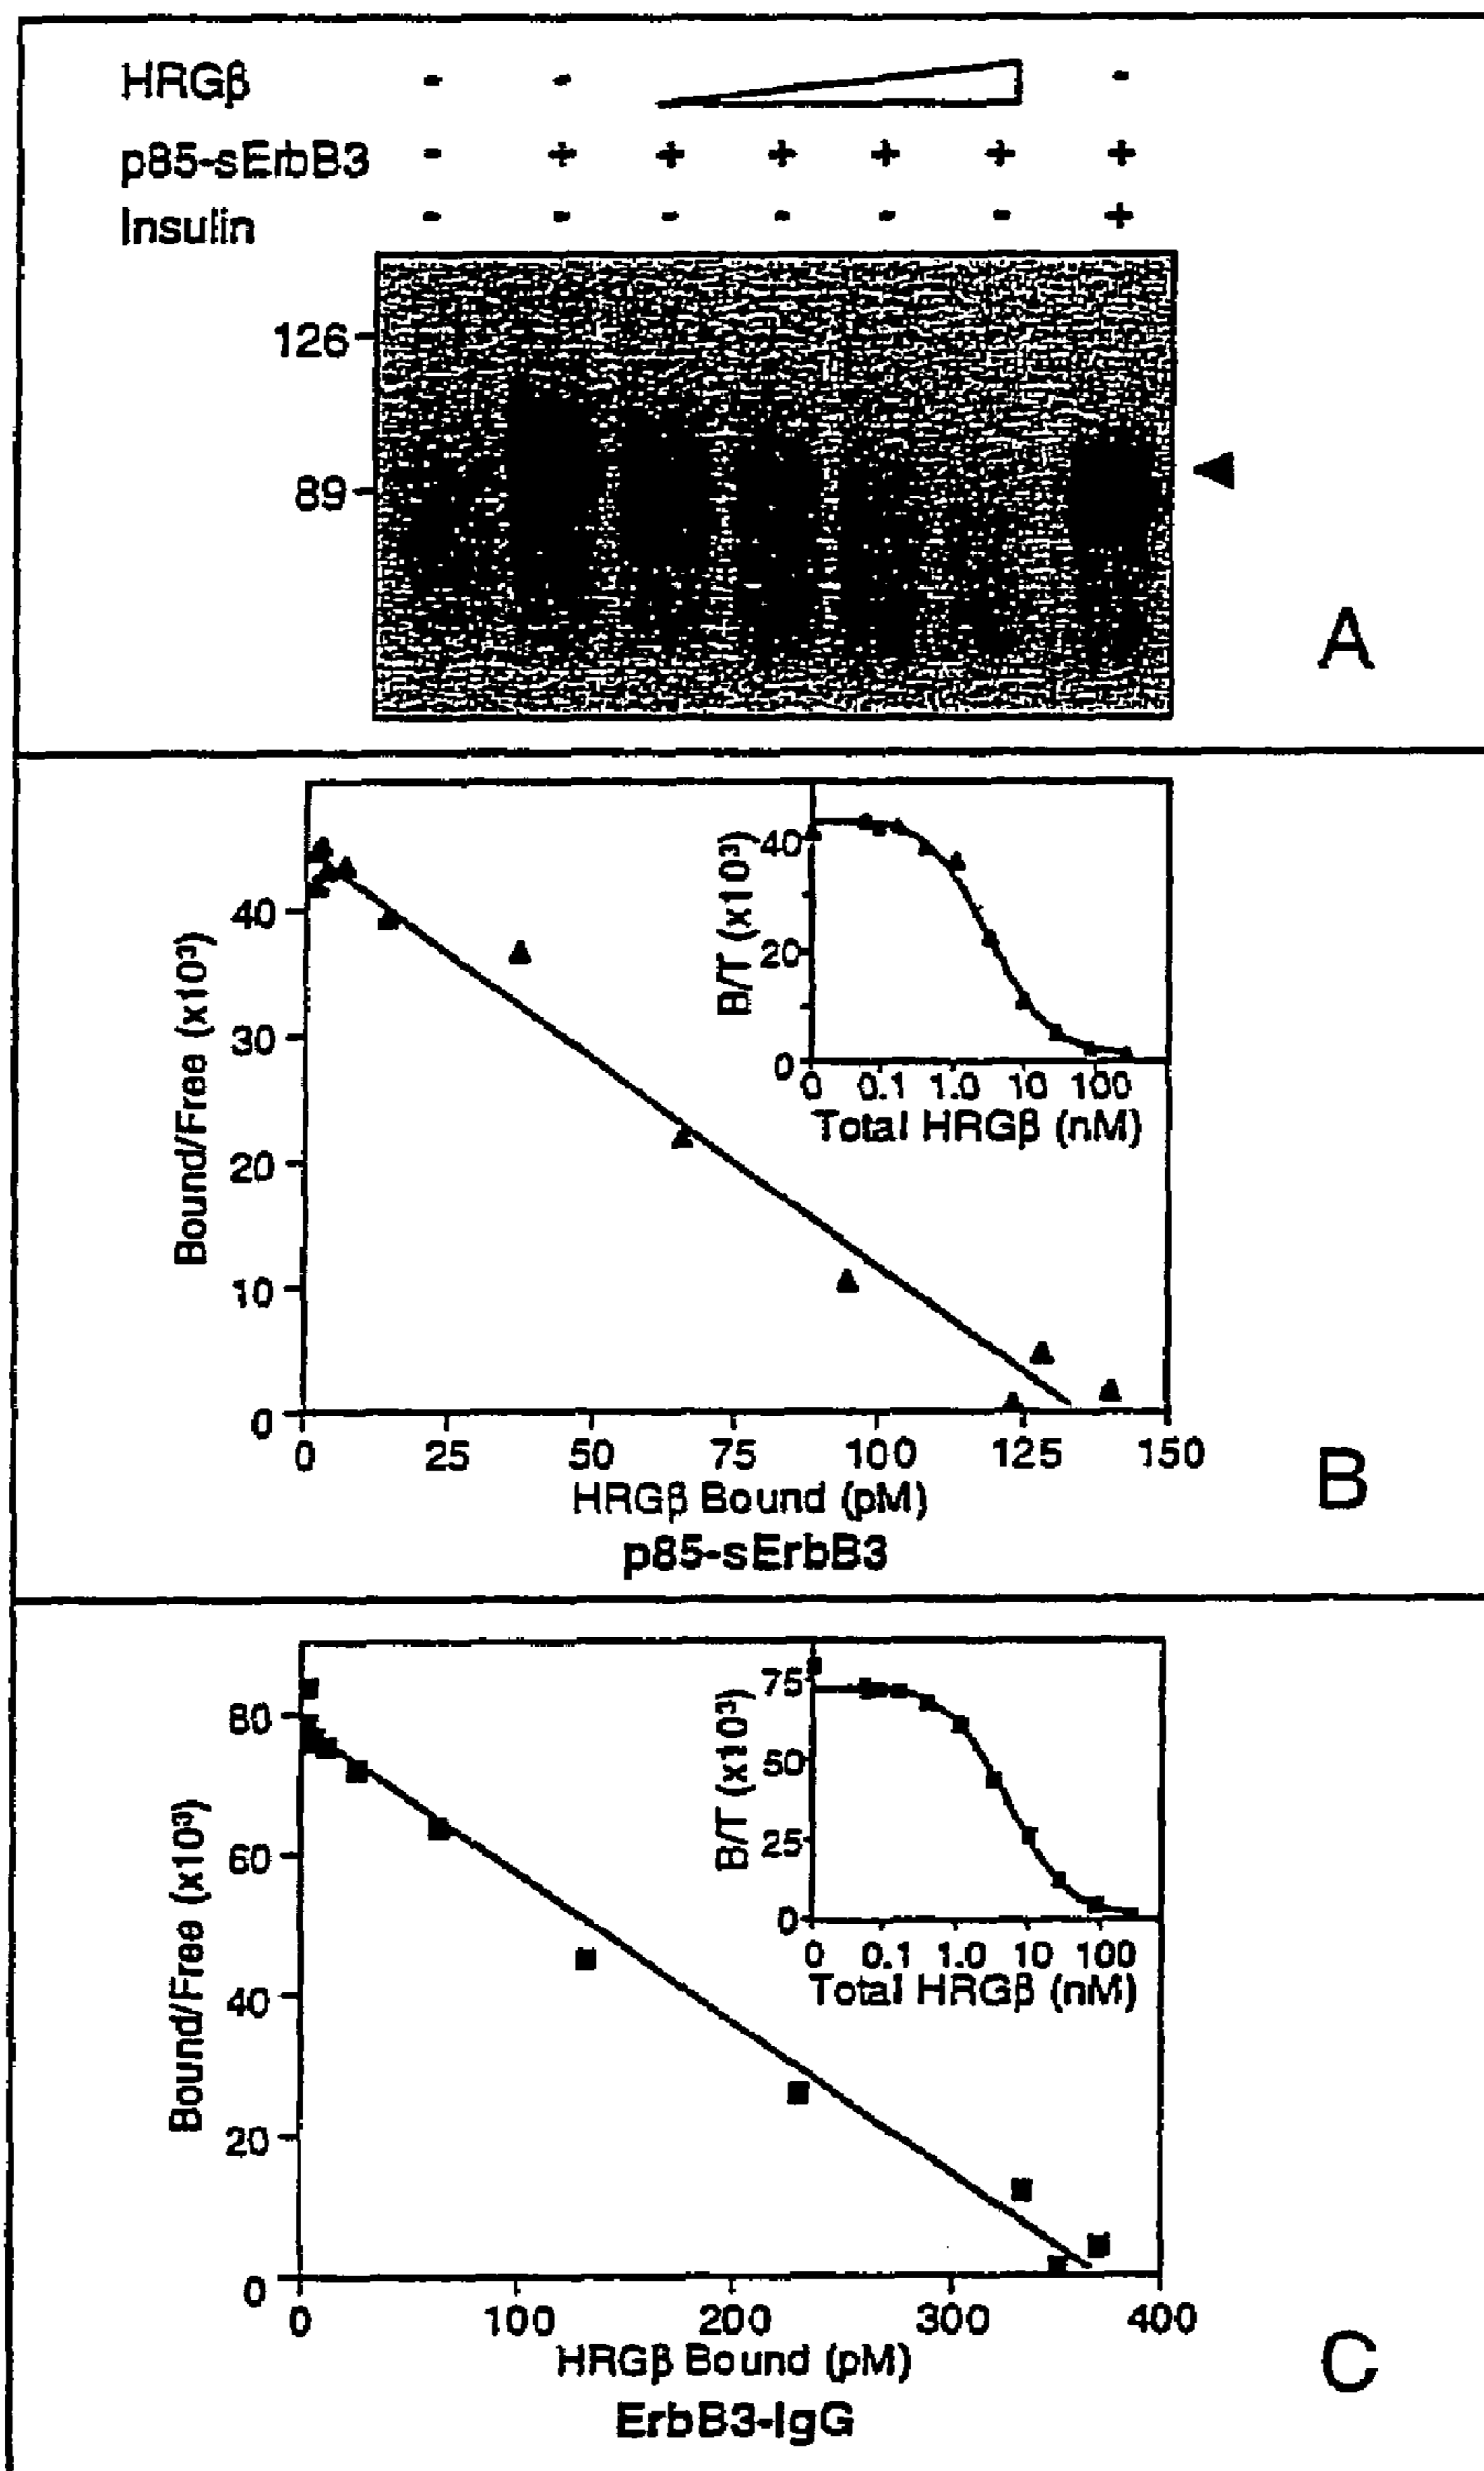 HRGβ - - -
p85-sErbB3 - + + + + + +
Insulin - - - - - - +
126
89
A
Bound/Free (x10³)
40
30
20
10
0
0 25 50 75 100 125 150
HRGβ Bound (pM)
p85-sErbB3
B/T (x10³)
40
20
0
0 0.1 1.0 10 100
Total HRGβ (nM)
B
Bound/Free (x10³)
80
60
40
20
0
0 100 200 300 400
HRGβ Bound (pM)
ErbB3-IgG
B/T (x10³)
75
50
25
0
0 0.1 1.0 10 100
Total HRGβ (nM)
C